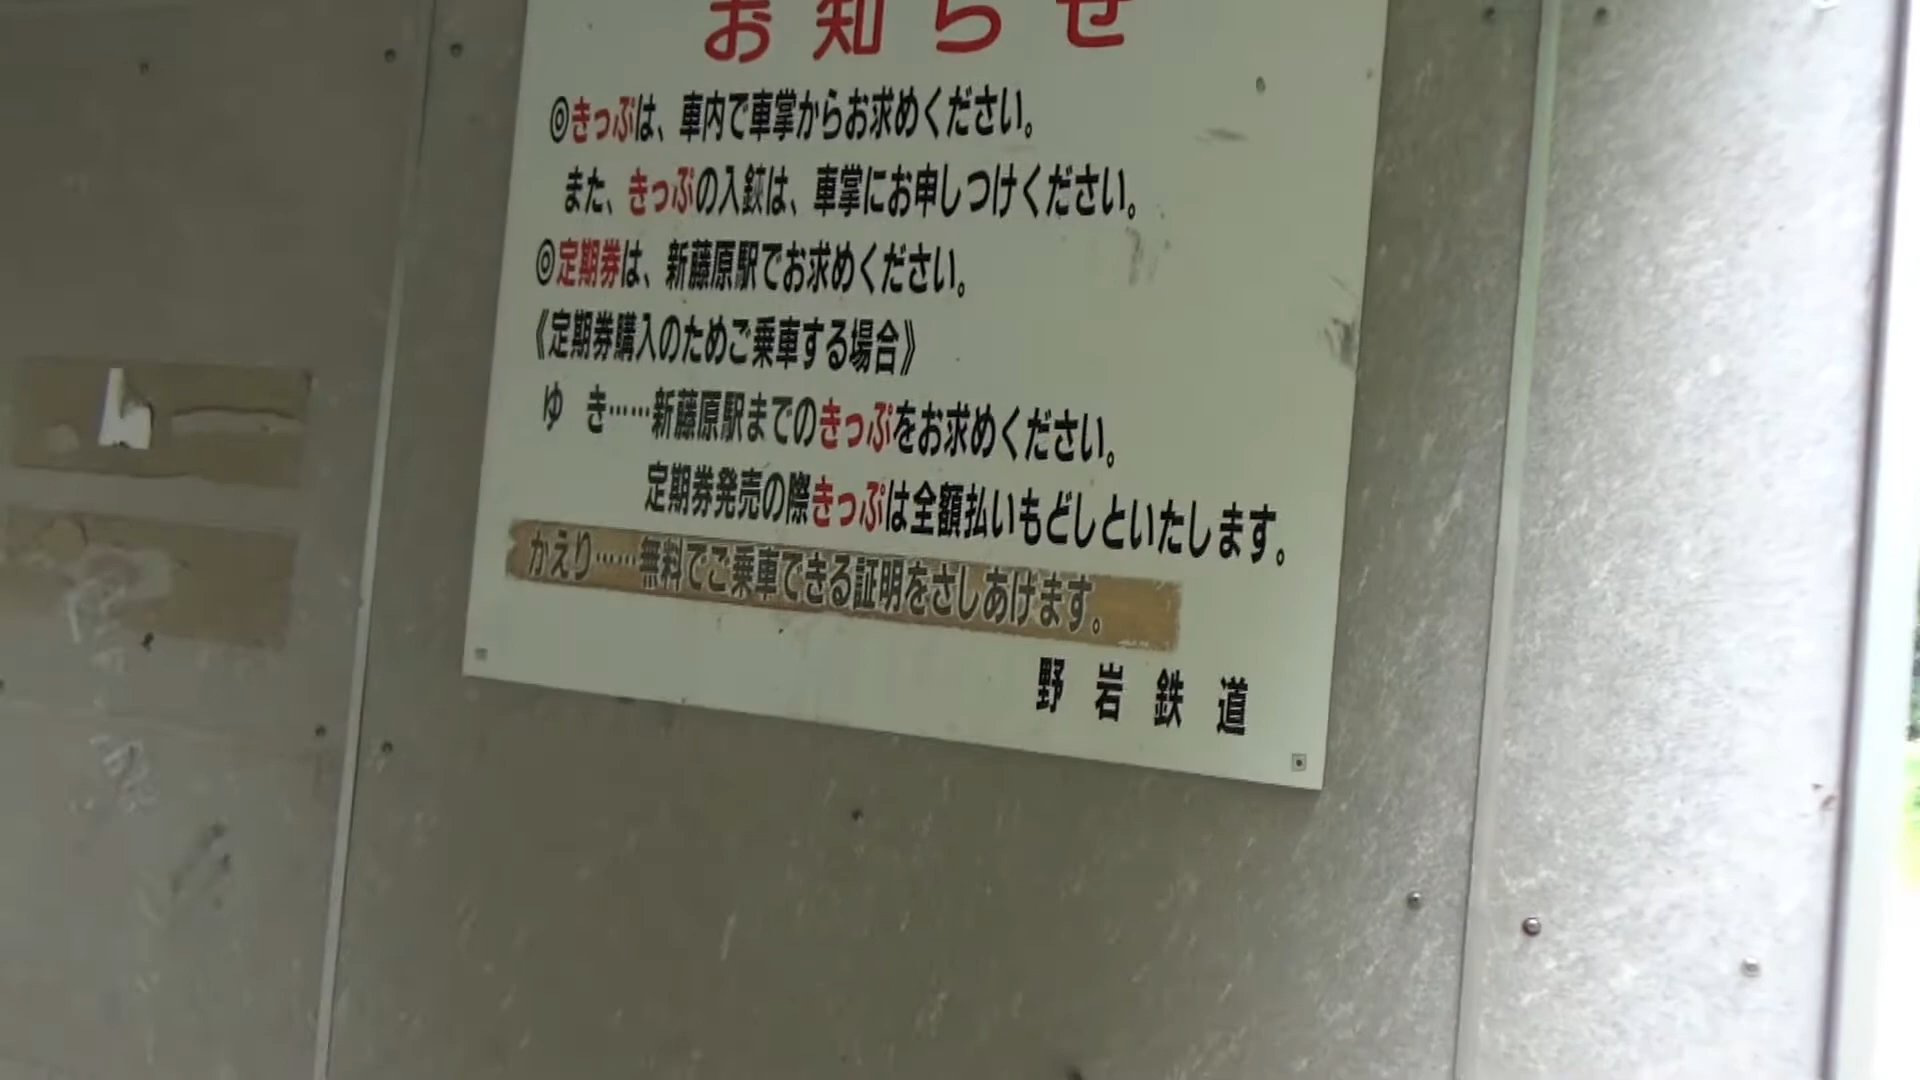 お知らせ
◎きっぷは、車内で車掌からお求めください。
また、きっぷの入鋏は、車掌にお申しつけください。
◎定期券は、新藤原駅でお求めください。
《定期券購入のためご乗車する場合》
ゆ き……新藤原駅までのきっぷをお求めください。
定期券発売の際きっぷは全額払いもどしといたします。
かえり……無料でご乗車できる証明をさしあげます。
野岩鉄道